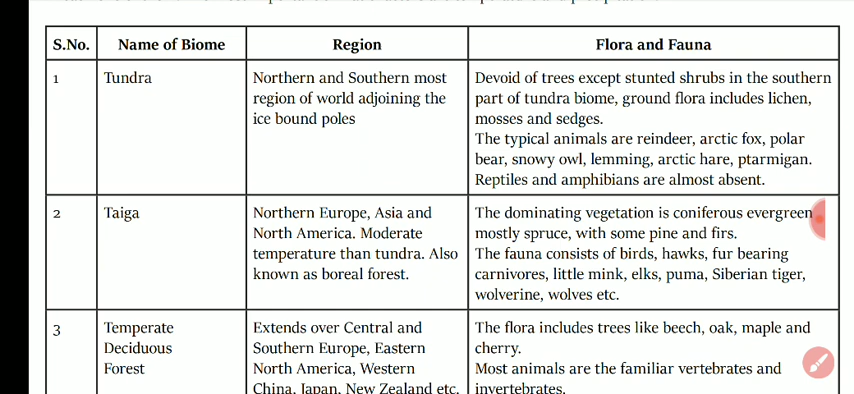 S.No. Name of Biome Region Flora and Fauna
1 Tundra Northern and Southern most Devoid of trees except stunted shrubs in the southern
region of world adjoining the part of tundra biome, ground flora includes lichen,
ice bound poles mosses and sedges.
The typical animals are reindeer, arctic fox, polar
bear, snowy owl, lemming, arctic hare, ptarmigan.
Reptiles and amphibians are almost absent.
2 Taiga Northern Europe, Asia and The dominating vegetation is coniferous evergreen
North America. Moderate mostly spruce, with some pine and firs.
temperature than tundra. Also The fauna consists of birds, hawks, fur bearing
known as boreal forest. carnivores, little mink, elks, puma, Siberian tiger,
wolverine, wolves etc.
3 Temperate Extends over Central and The flora includes trees like beech, oak, maple and
Deciduous Southern Europe, Eastern cherry.
Forest North America, Western Most animals are the familiar vertebrates and
China, Japan, New Zealand etc. invertebrates.